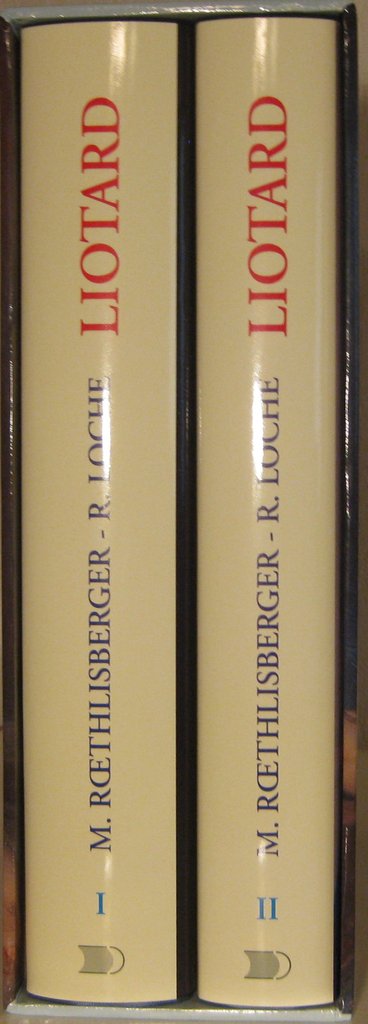 I M. RŒTHLISBERGER - R. LOCHE LIOTARD
II M. RŒTHLISBERGER - R. LOCHE LIOTARD